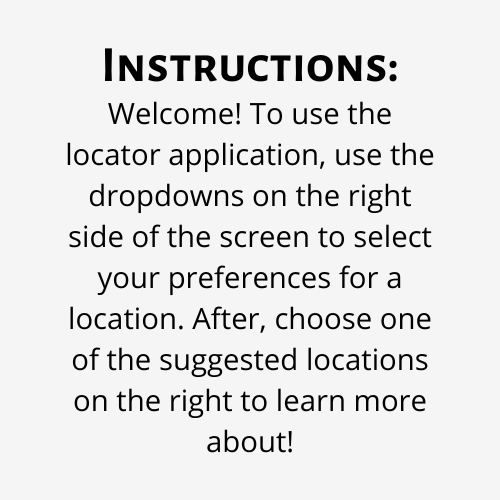 Instructions:
Welcome! To use the
locator application, use the
dropdowns on the right
side of the screen to select
your preferences for a
location. After, choose one
of the suggested locations
on the right to learn more
about!